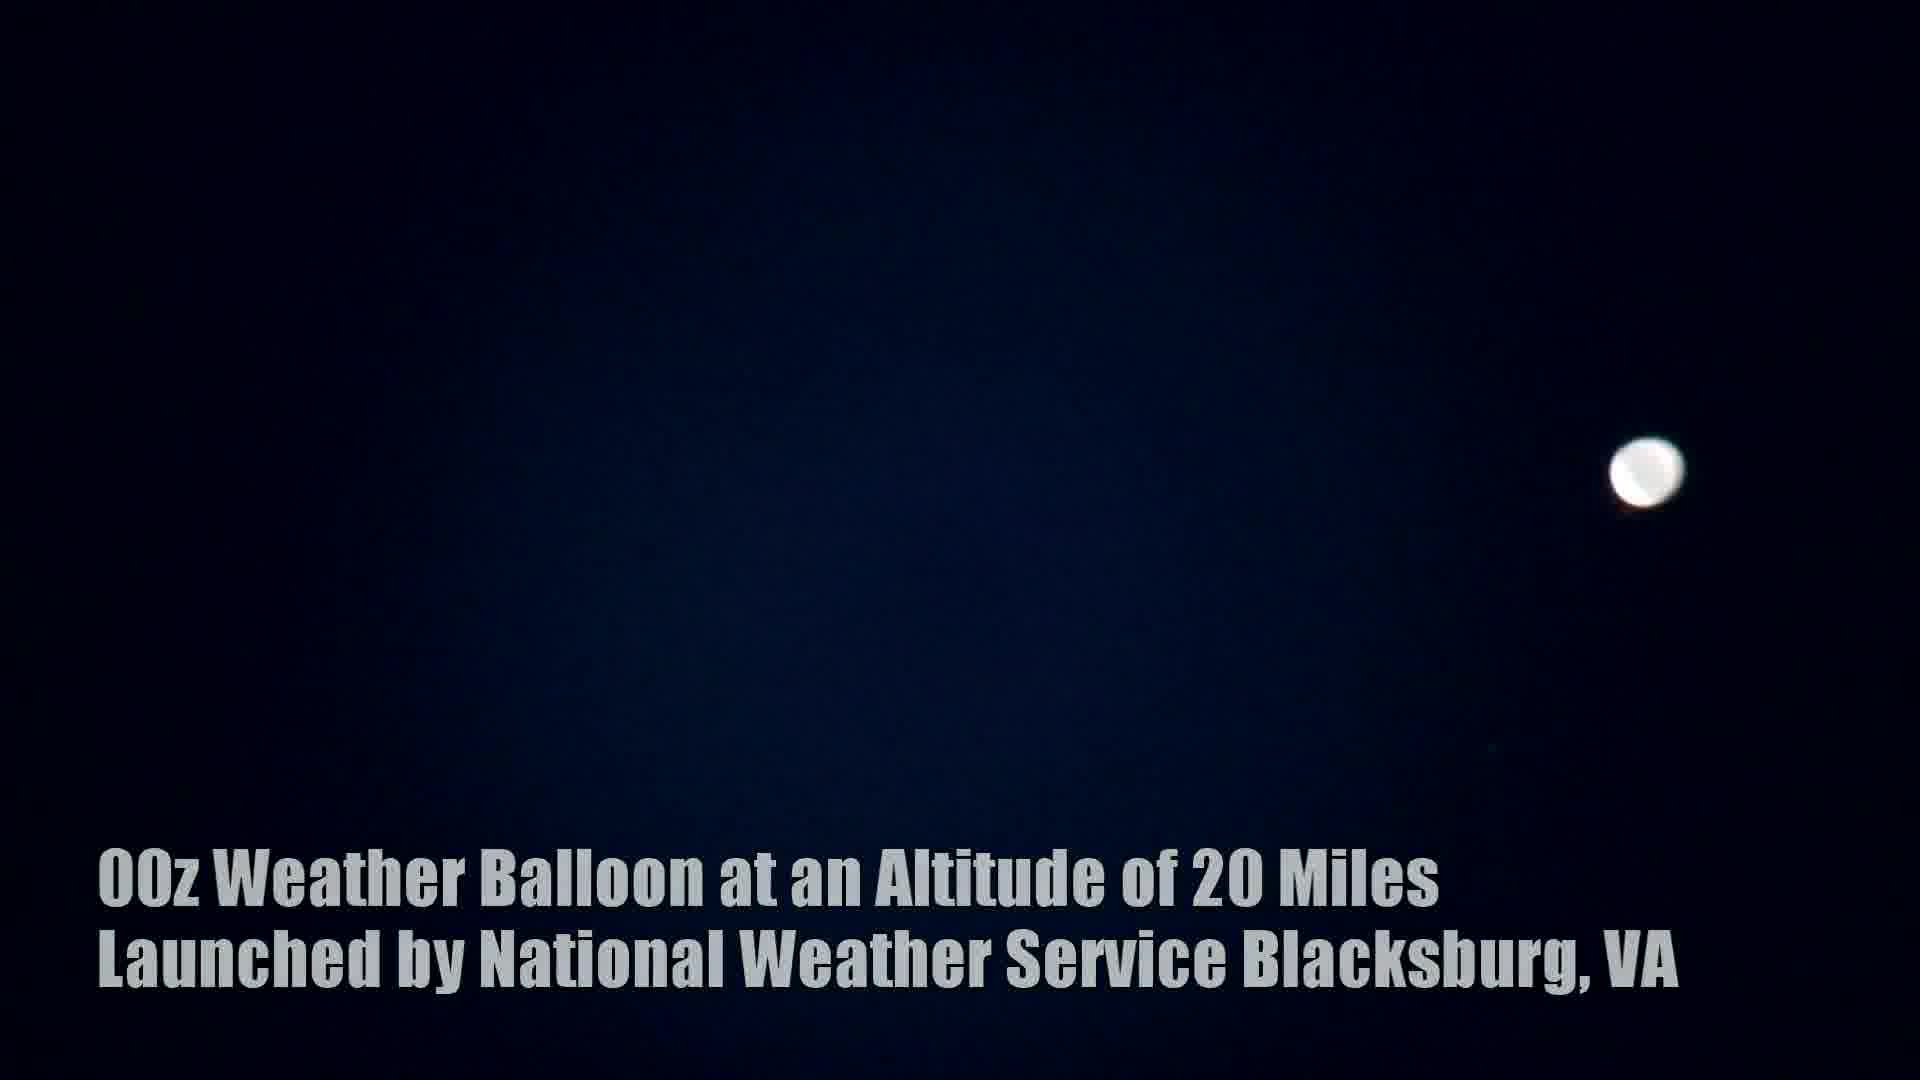 00z Weather Balloon at an Altitude of 20 Miles
Launched by National Weather Service Blacksburg, VA